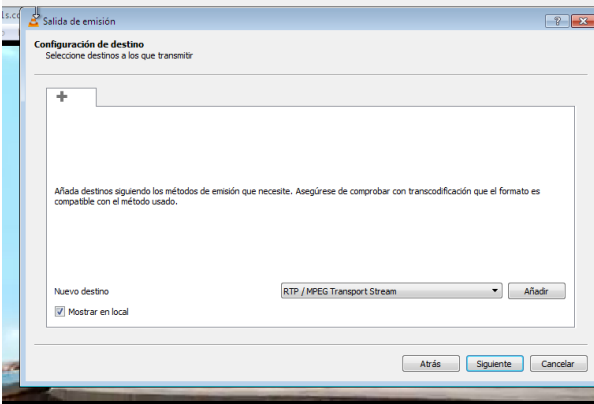 ls.co
Salida de emisión
Configuración de destino
Seleccione destinos a los que transmitir
Añada destinos siguiendo los métodos de emisión que necesite. Asegúrese de comprobar con transcodificación que el formato es
compatible con el método usado.
Nuevo destino
RTP / MPEG Transport Stream
Añadir
Mostrar en local
Atrás
Siguiente
Cancelar